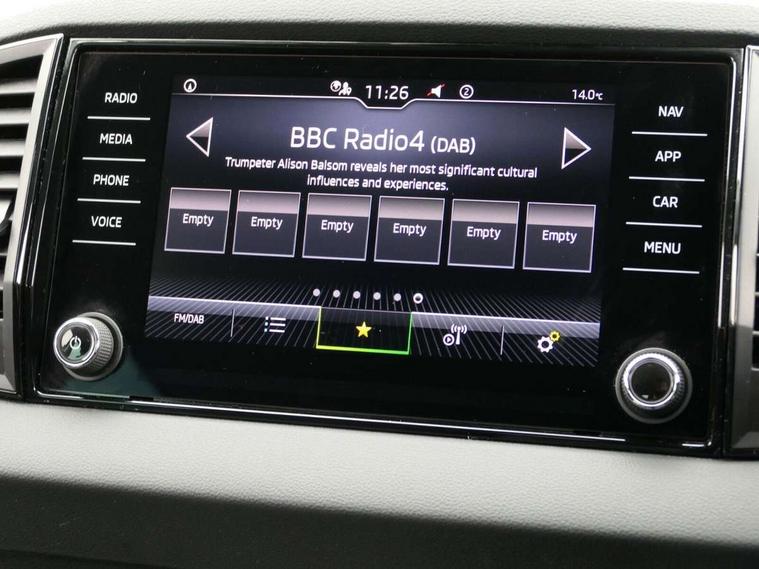 RADIO
MEDIA
PHONE
VOICE
11:26
2
14.0°C
BBC Radio4 (DAB)
Trumpeter Alison Balsom reveals her most significant cultural
influences and experiences.
Empty
Empty
Empty
Empty
Empty
Empty
FM/DAB
NAV
APP
CAR
MENU